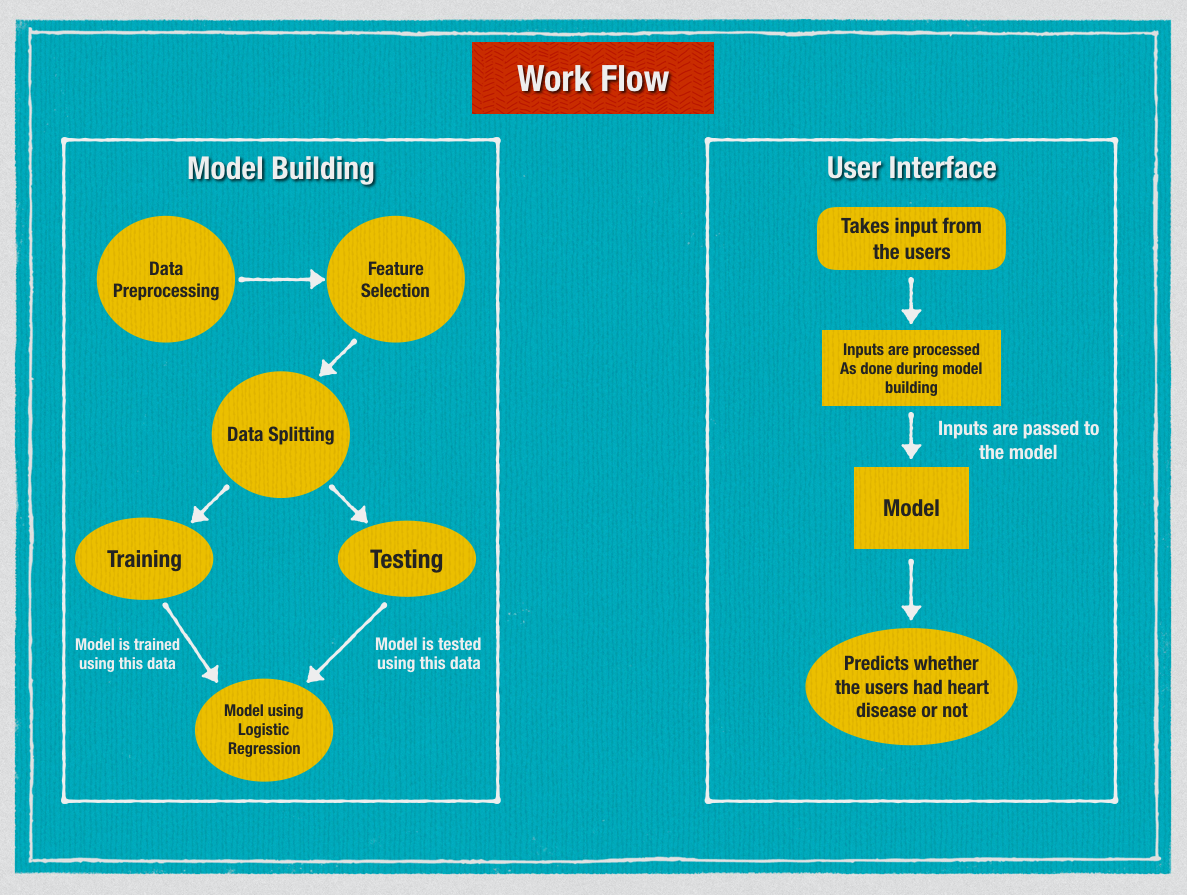 Work Flow
Model Building
Data
Preprocessing
Feature
Selection
Data Splitting
Training
Testing
Model is trained
using this data
Model is tested
using this data
Model using
Logistic
Regression
User Interface
Takes input from
the users
Inputs are processed
As done during model
building
Inputs are passed to
the model
Model
Predicts whether
the users had heart
disease or not